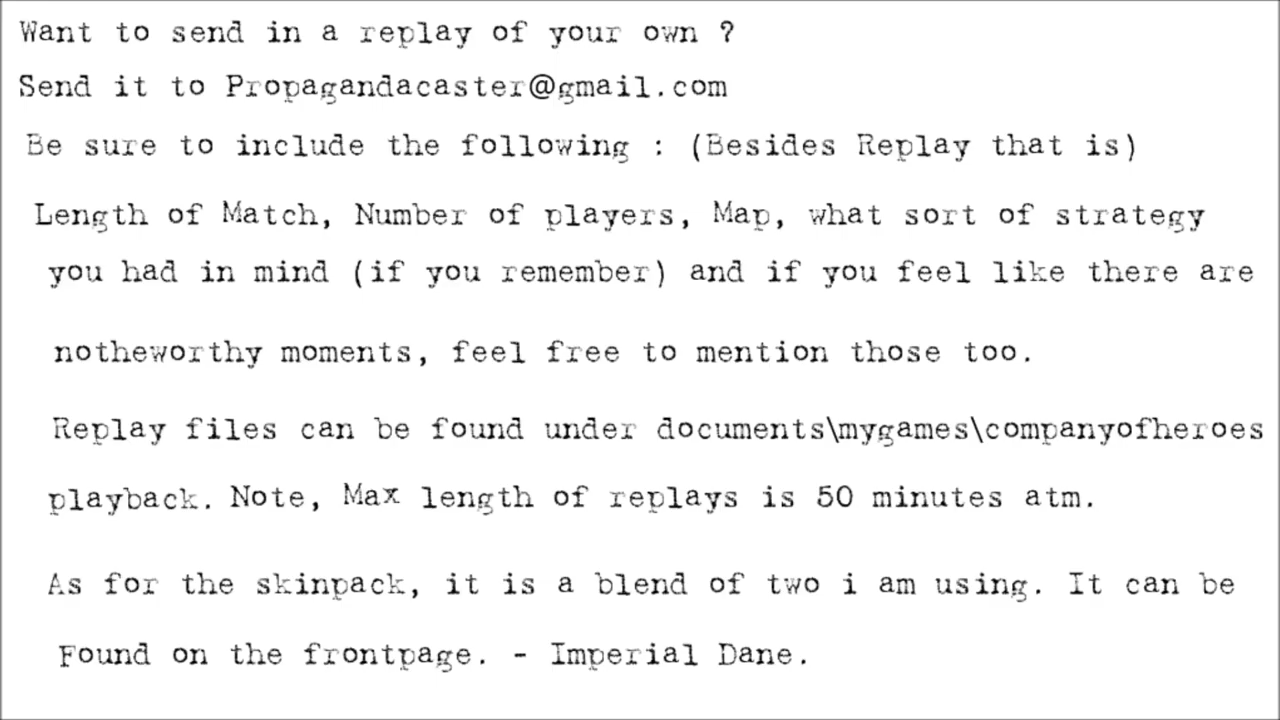 Want to send in a replay of your own ?
Send it to Propagandacaster@gmail.com
Be sure to include the following : (Besides Replay that is)
Length of Match, Number of players, Map, what sort of strategy
you had in mind (if you remember) and if you feel like there are
notheworthy moments, feel free to mention those too.
Replay files can be found under documents\mygames\companyofheroes
playback. Note, Max length of replays is 50 minutes atm.
As for the skinpack, it is a blend of two i am using. It can be
Found on the frontpage. - Imperial Dane.